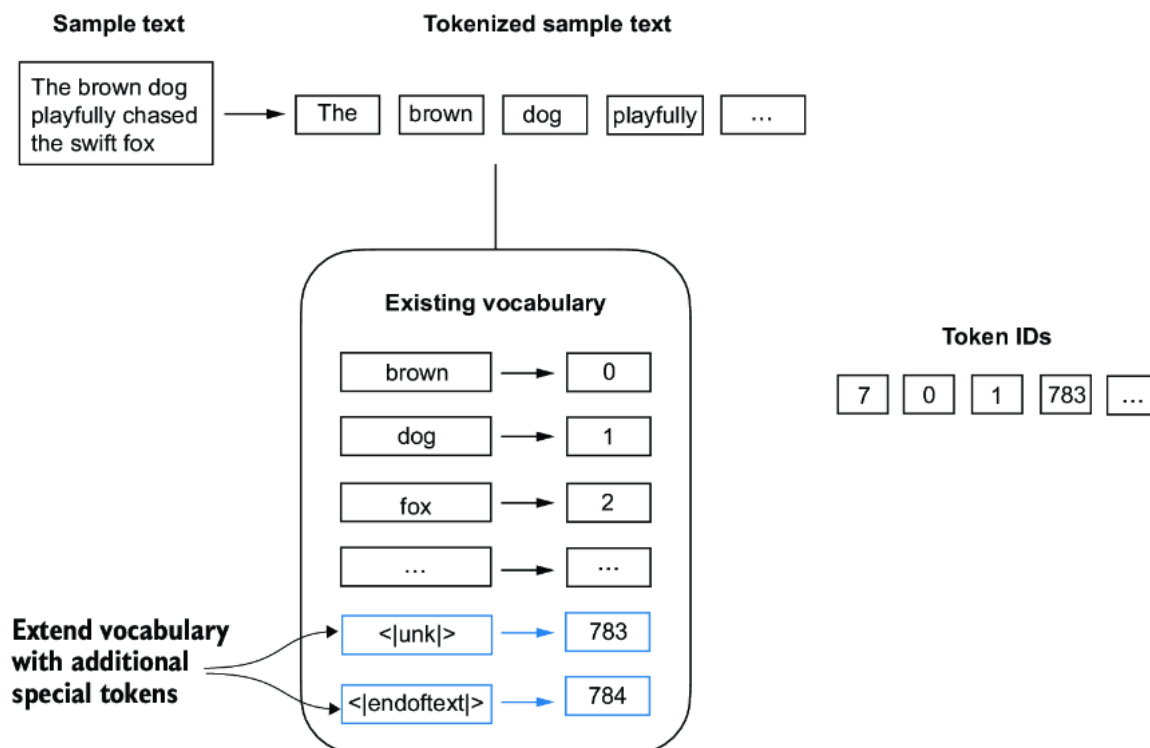 Sample text
Tokenized sample text
The brown dog
playfully chased
the swift fox
The brown dog playfully ...
Existing vocabulary
brown 0
dog 1
fox 2
... ...
<|unk|> 783
<|endoftext|> 784
Token IDs
7 0 1 783 ...
Extend vocabulary
with additional
special tokens